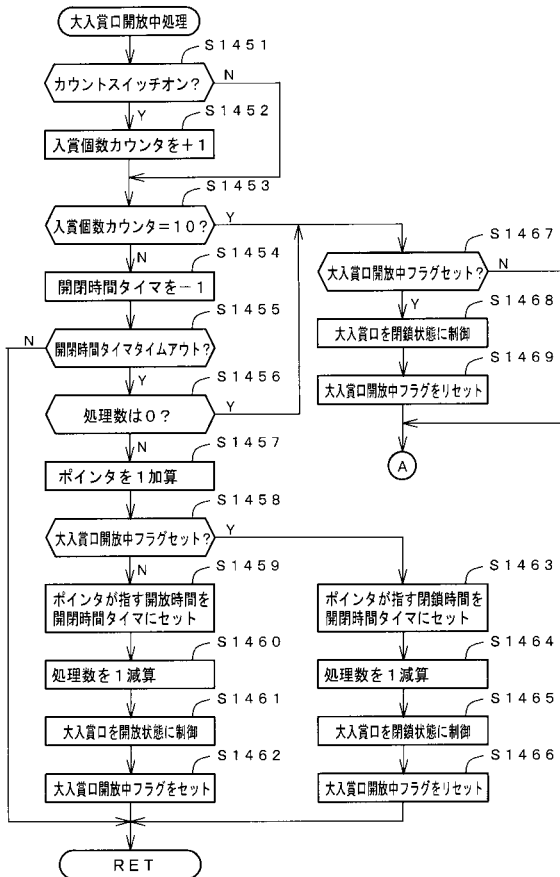 大入賞口開放中処理
S1451
カウントスイッチオン?
N
Y
S1452
入賞個数カウンタを+1
S1453
入賞個数カウンタ=10?
Y
N
S1454
開閉時間タイマを-1
S1455
N
開閉時間タイマタイムアウト?
Y
S1456
処理数は0?
Y
N
S1457
ポインタを1加算
S1458
大入賞口開放中フラグセット?
Y
N
S1459
ポインタが指す開放時間を
開閉時間タイマにセット
S1460
処理数を1減算
S1461
大入賞口を開放状態に制御
S1462
大入賞口開放中フラグをセット
S1463
ポインタが指す閉鎖時間を
開閉時間タイマにセット
S1464
処理数を1減算
S1465
大入賞口を閉鎖状態に制御
S1466
大入賞口開放中フラグをリセット
S1467
大入賞口開放中フラグセット?
N
Y
S1468
大入賞口を閉鎖状態に制御
S1469
大入賞口開放中フラグをリセット
A
RET